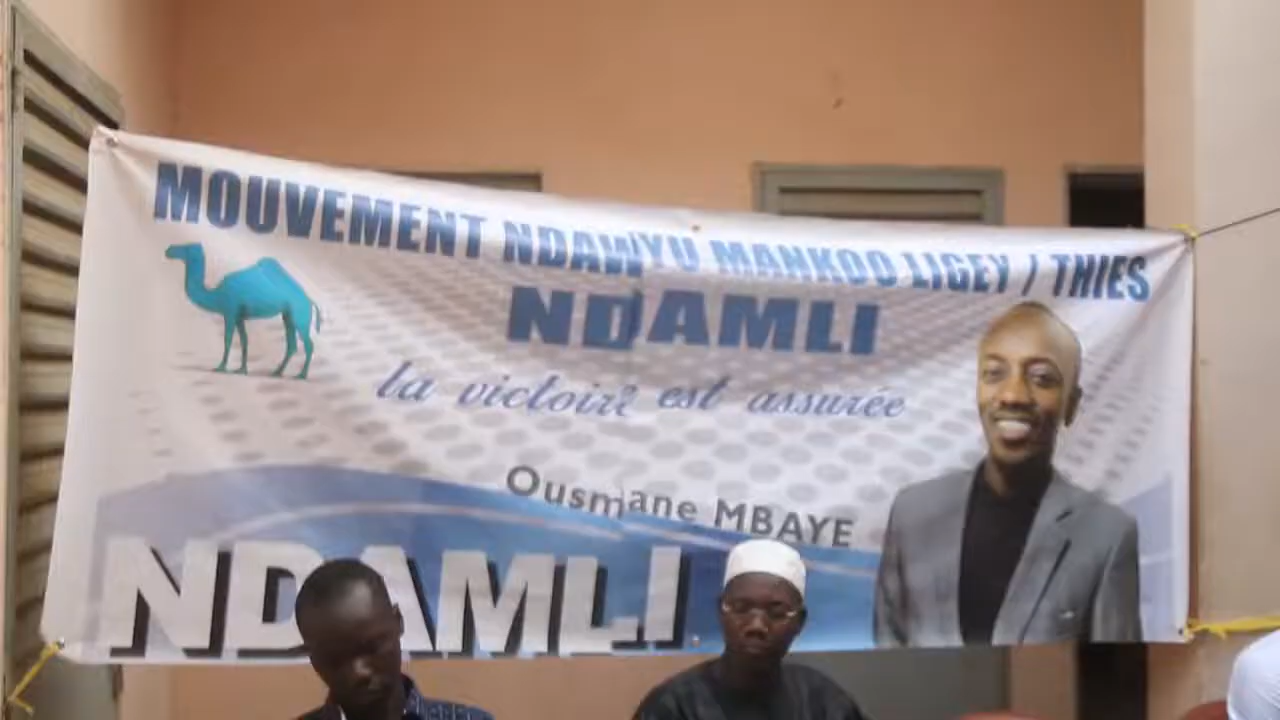 MOUVEMENT NDAWYU MANKOO LIGEY / THIES
NDAMLI
la victoire est assurée
Ousmane MBAYE
NDAMLI